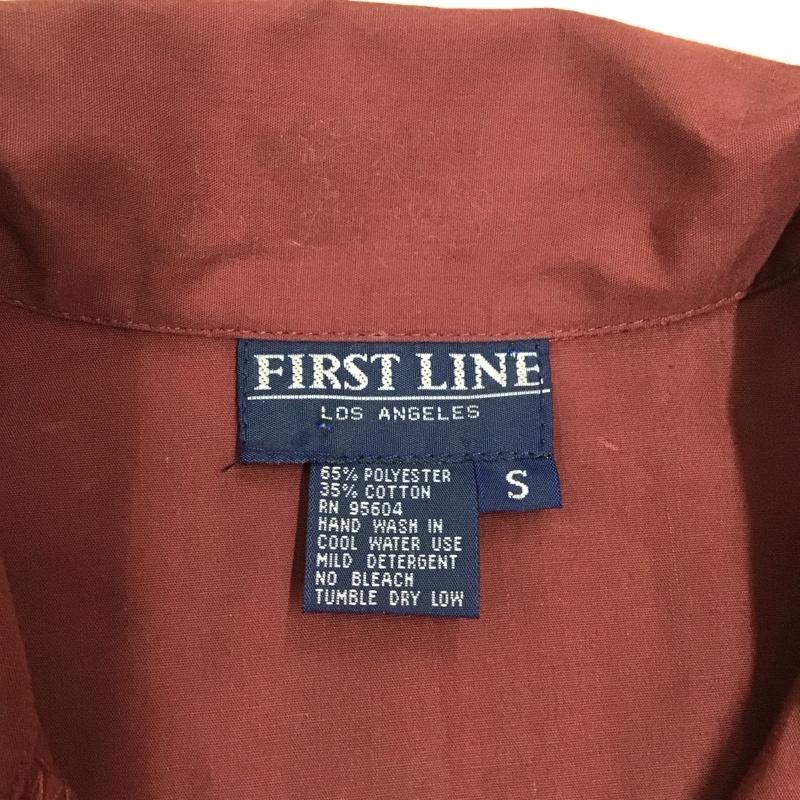 FIRST LINE
LOS ANGELES
S
65% POLYESTER
35% COTTON
RN 95604
HAND WASH IN
COOL WATER USE
MILD DETERGENT
NO BLEACH
TUMBLE DRY LOW